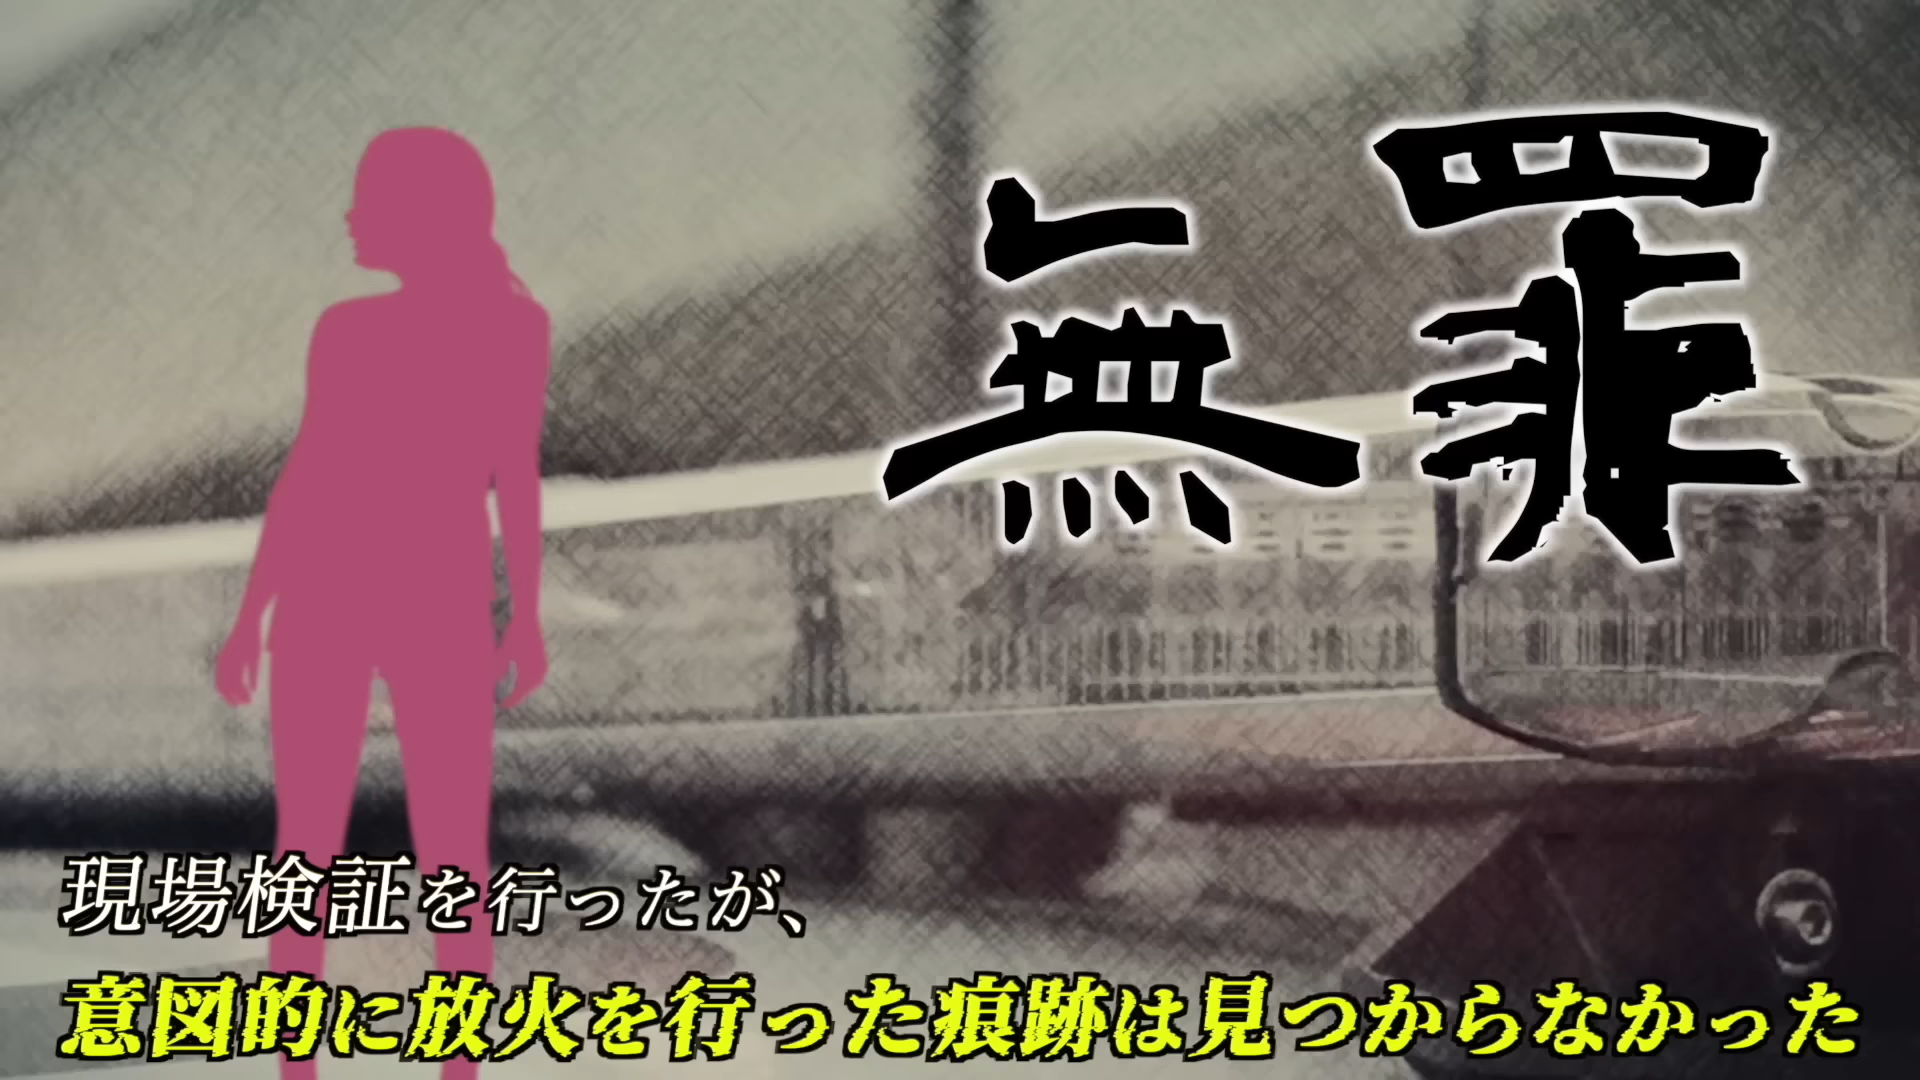 無罪
現場検証を行ったが、
意図的に放火を行った痕跡は見つからなかった